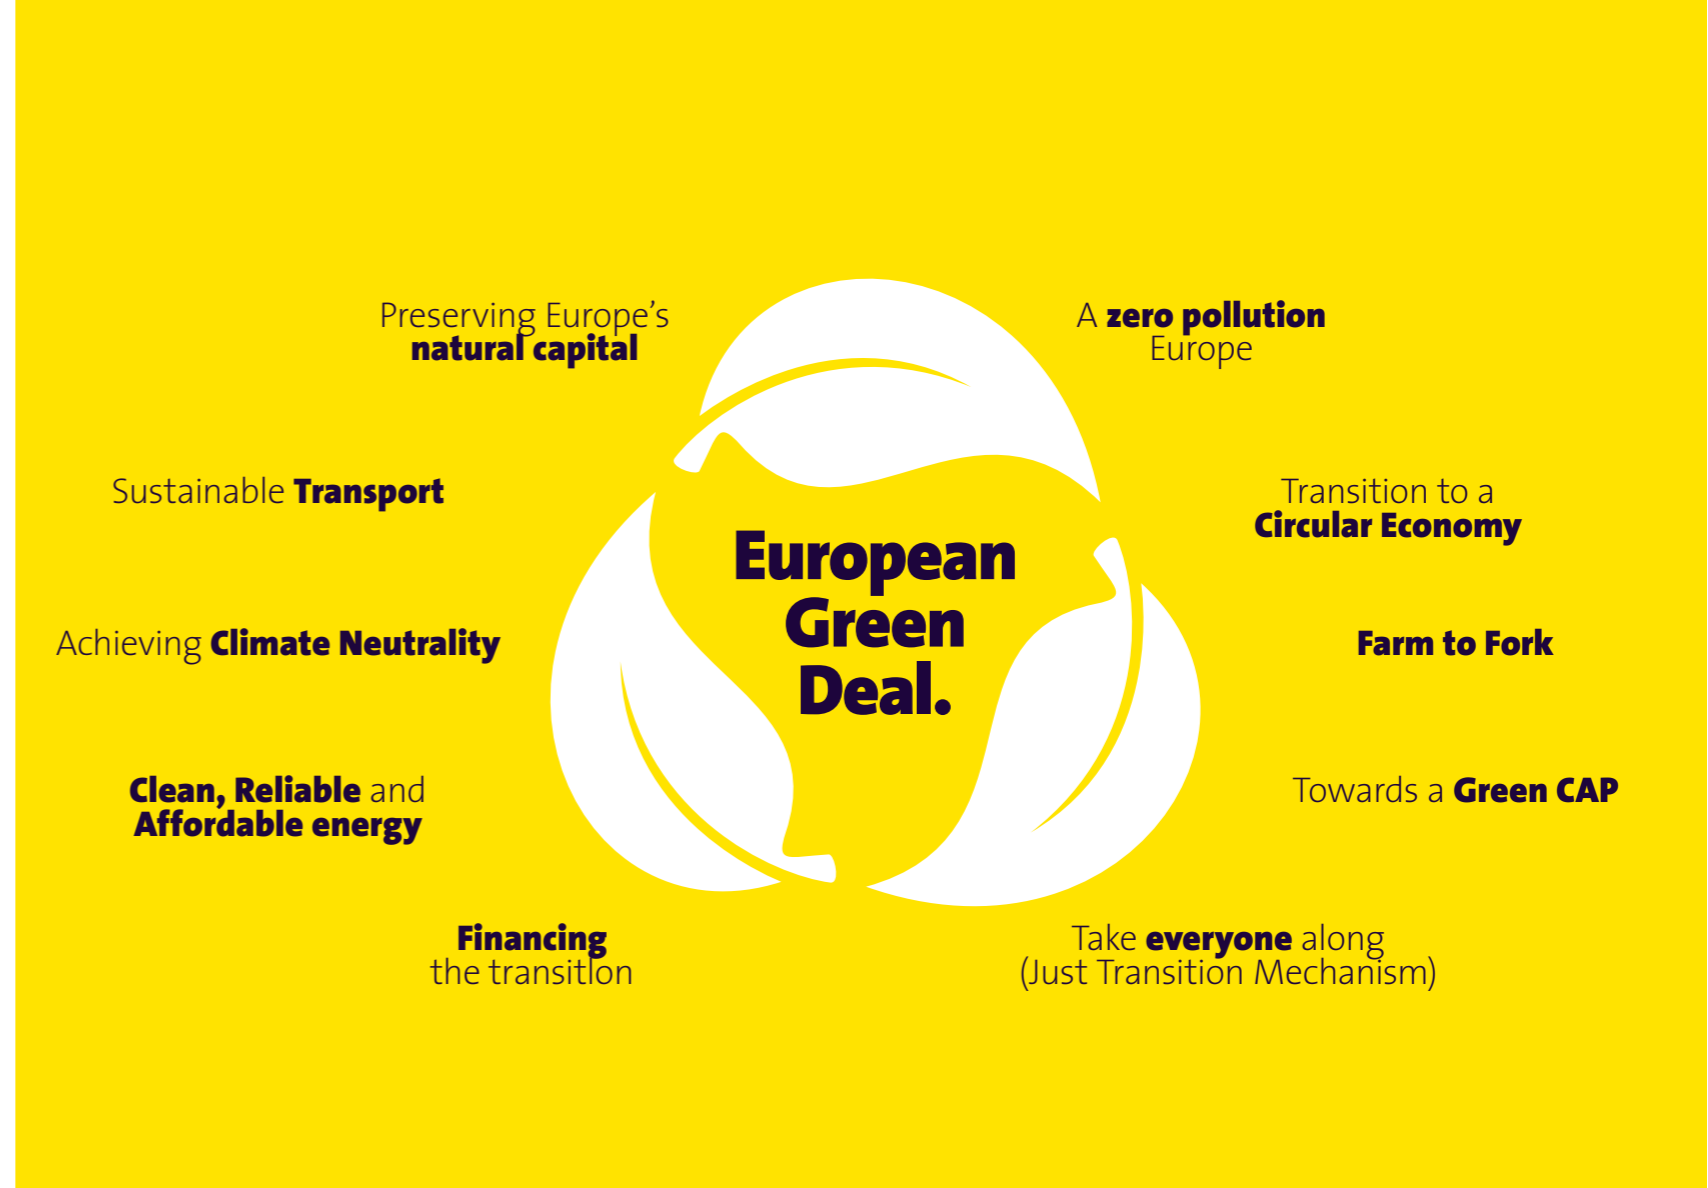 Preserving Europe's
natural capital
A zero pollution
Europe
Sustainable Transport
Transition to a
Circular Economy
European
Green
Deal.
Achieving Climate Neutrality
Farm to Fork
Clean, Reliable and
Affordable energy
Towards a Green CAP
Financing
the transition
Take everyone along
(Just Transition Mechanism)